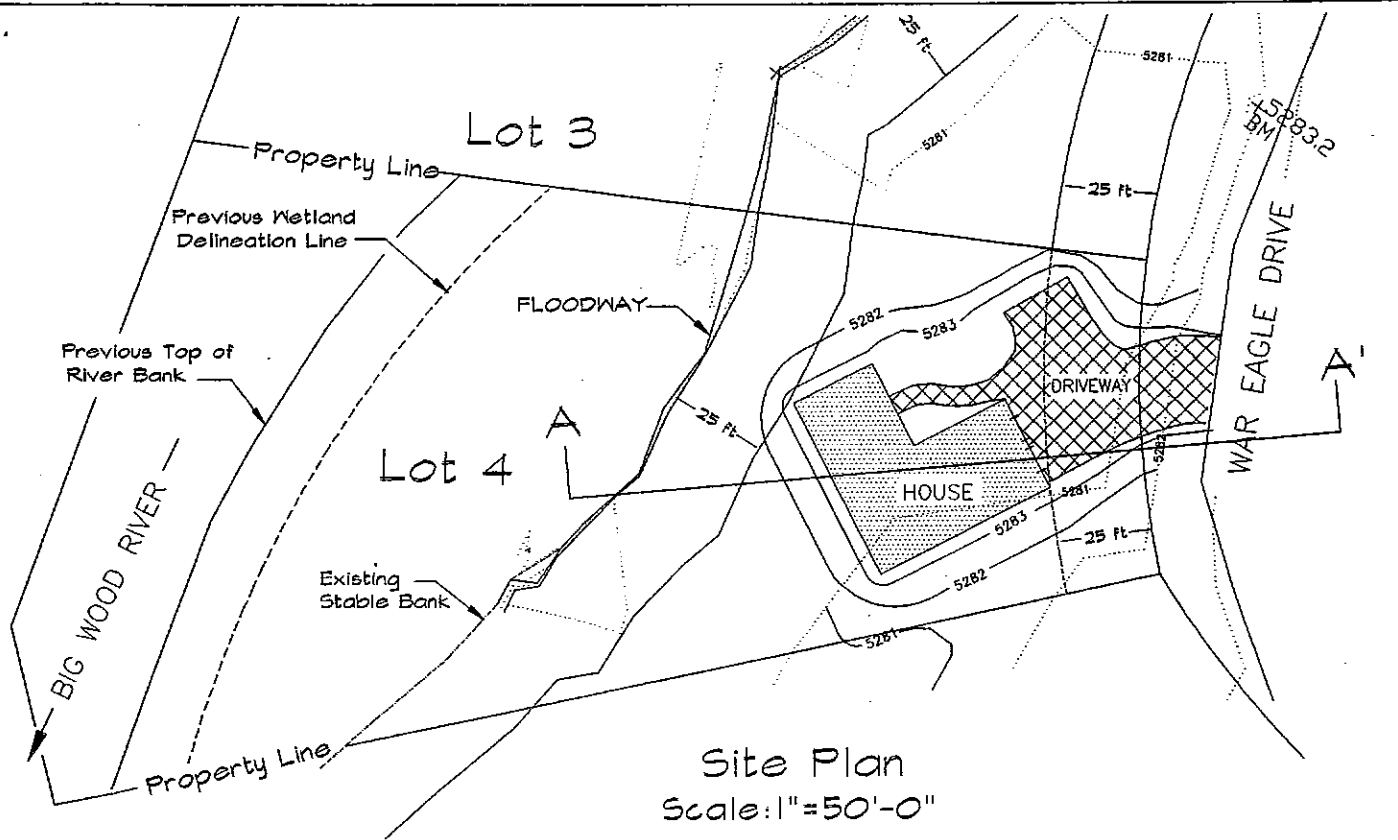 25 ft
5281
5283.2
BM
Lot 3
Property Line
5281
25 ft
Previous Wetland
Delineation Line
FLOODWAY
WAR EAGLE DRIVE
5282
5283
Previous Top of
River Bank
DRIVEWAY
A'
A
25 ft
Lot 4
5282
HOUSE
5281
5283
25 ft
BIG WOOD RIVER
Existing
Stable Bank
5282
5281
Property Line
Site Plan
Scale:1"=50'-0"